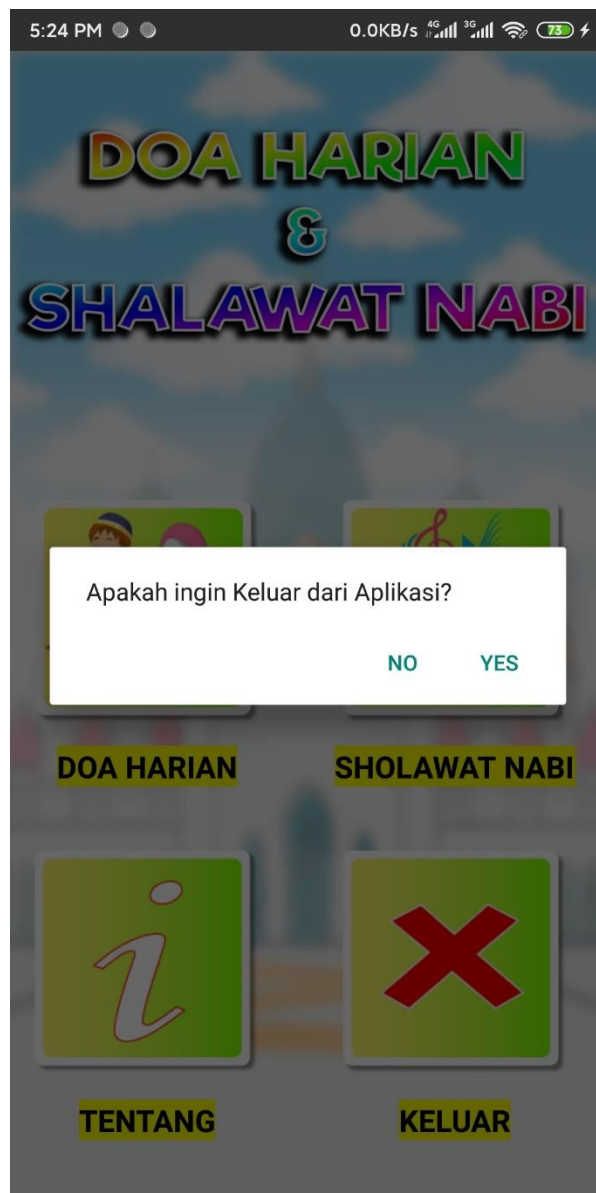 5:24 PM 0.0KB/s 4G 3G 73
DOA HARIAN
&
SHALAWAT NABI
Apakah ingin Keluar dari Aplikasi?
NO YES
DOA HARIAN SHOLAWAT NABI
i
TENTANG KELUAR